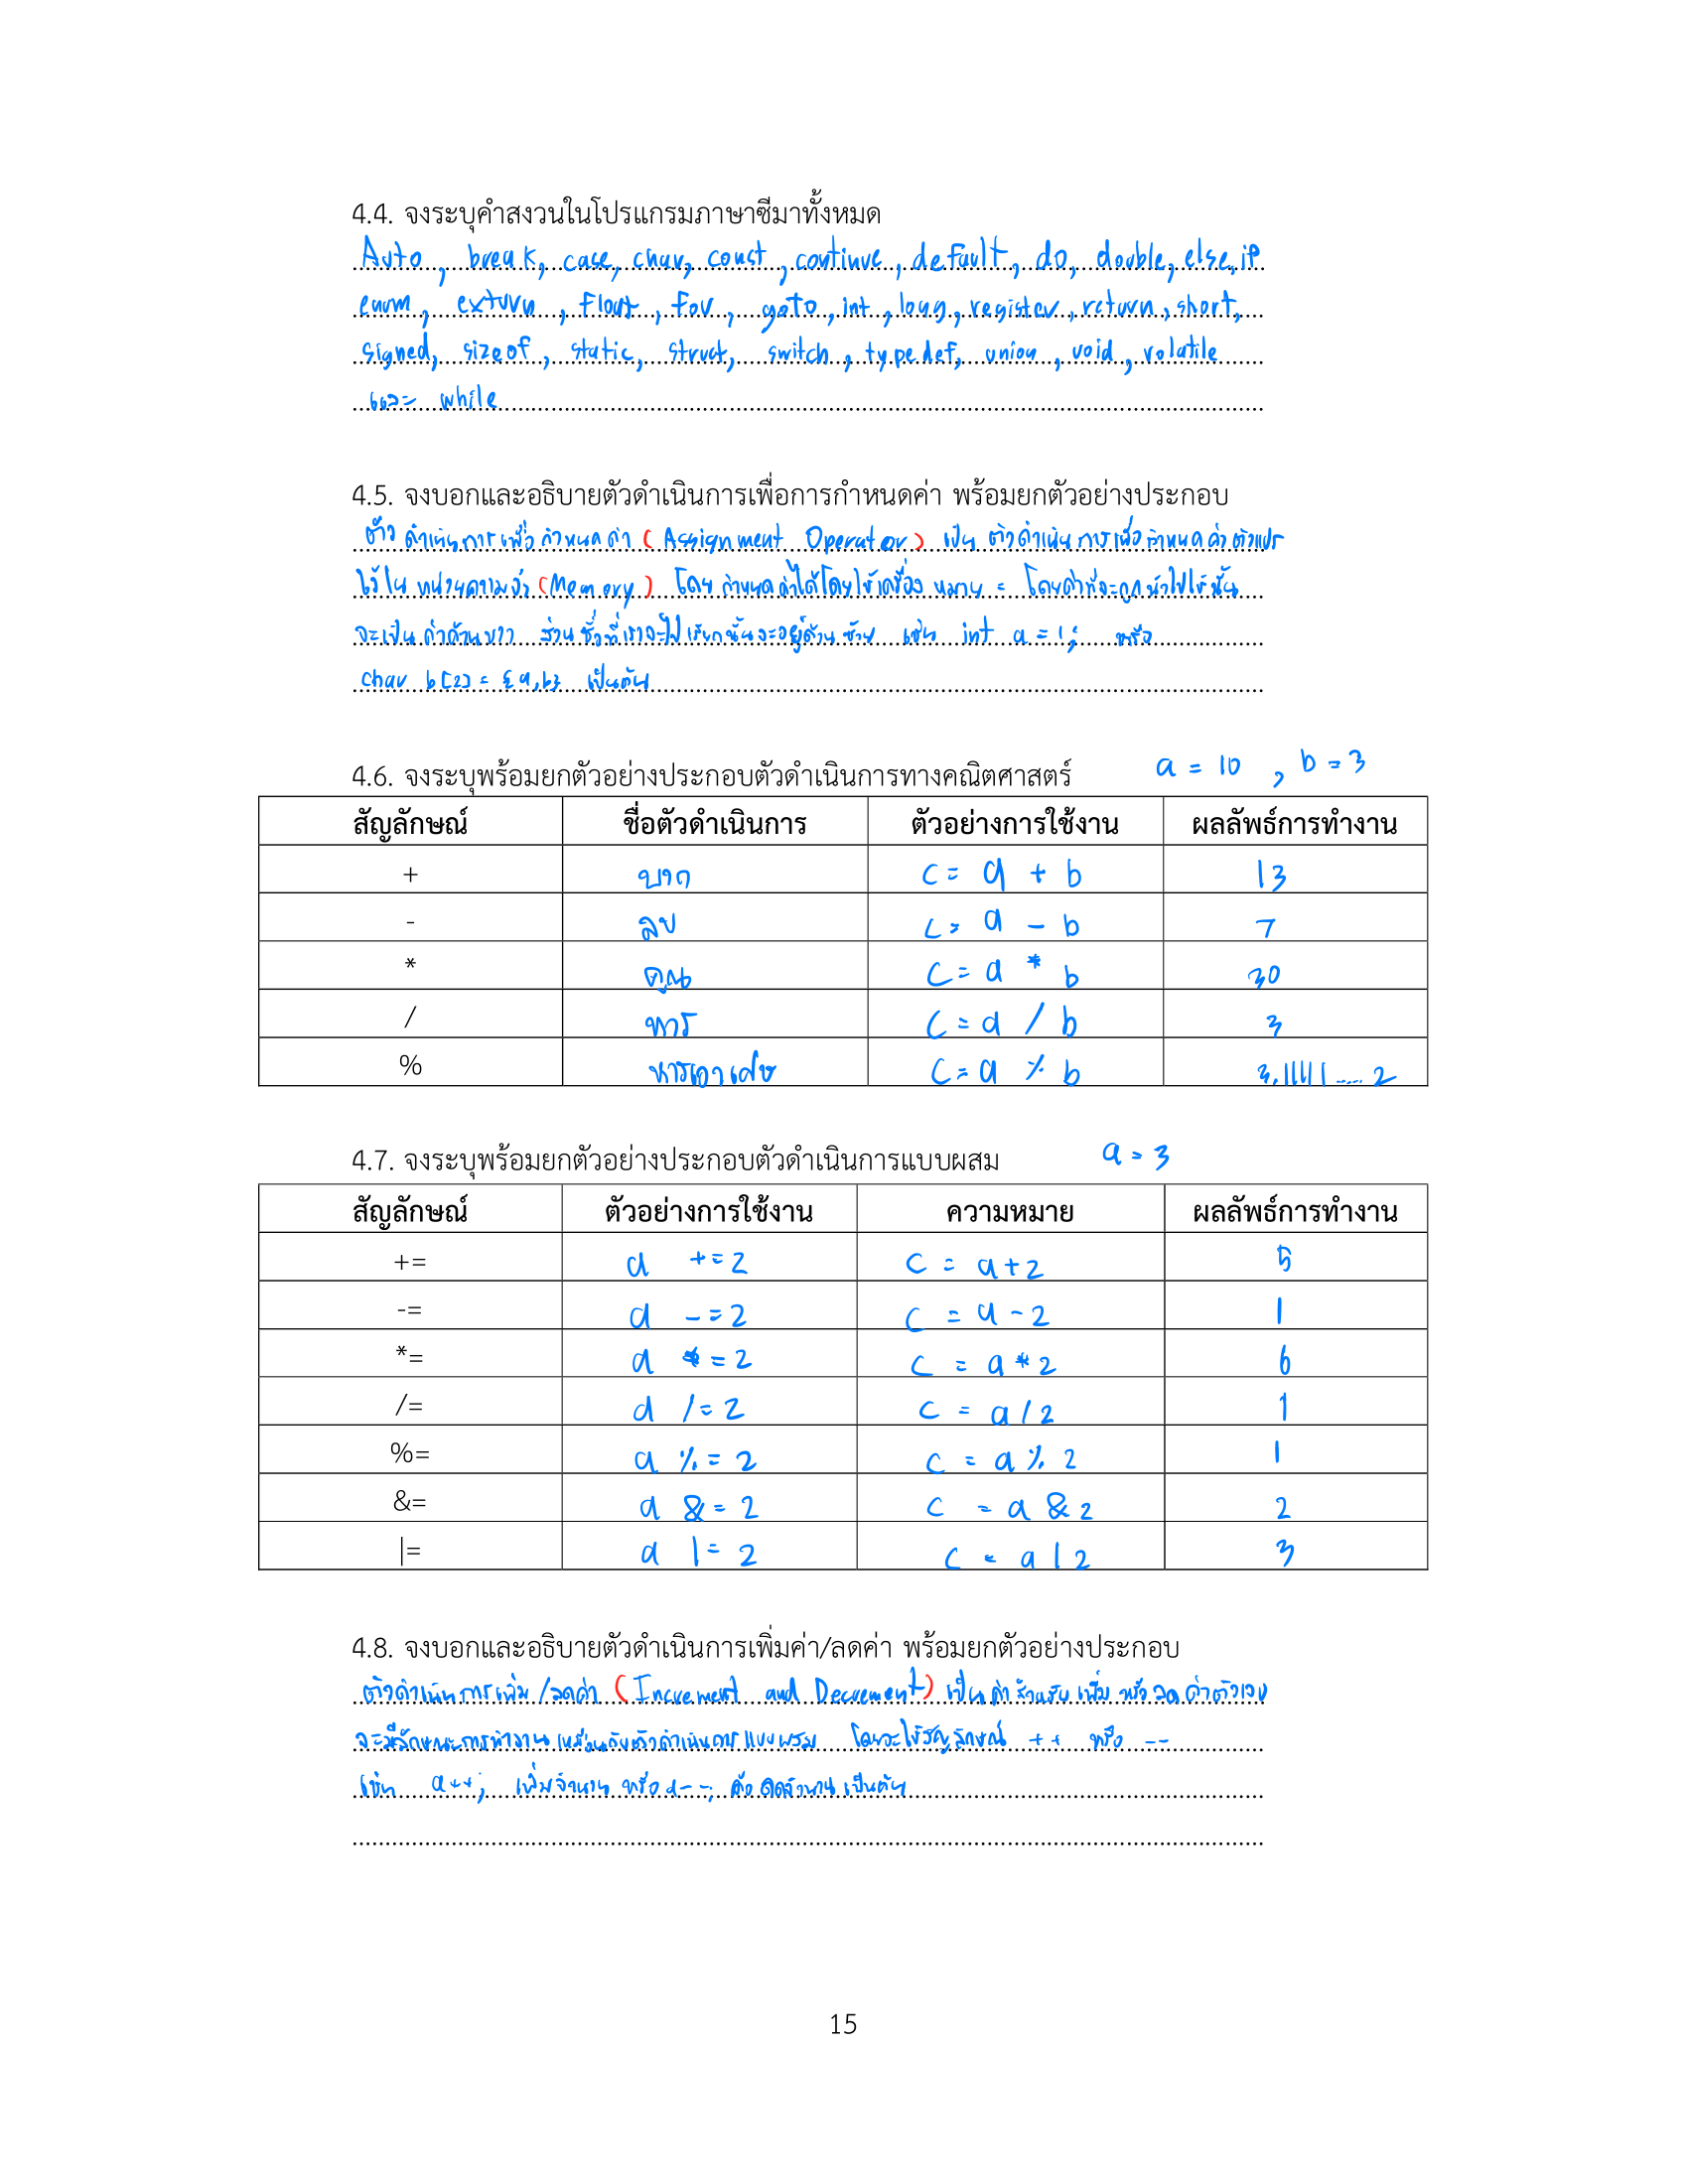 4.4. จงระบุคำสงวนในโปรแกรมภาษาซีมาทั้งหมด
Auto , break, case, char, const , continue , default , do, double, else, if
enum , extern , float , for , goto , int , long , register , return , short,
signed, sizeof , static, struct, switch , typedef, union , void , volatile
และ while
4.5. จงบอกและอธิบายตัวดำเนินการเพื่อการกำหนดค่า พร้อมยกตัวอย่างประกอบ
ตัวดำเนินการเพื่อกำหนดค่า ( Assignment Operator ) เป็น ตัวดำเนินการเพื่อกำหนดค่าตัวแปร
ไว้ใน หน่วยความจำ (Memory) โดย กำหนดค่าได้โดยใช้เครื่องหมาย = โดยค่าที่จะถูกนำไปใช้นั้น
จะเป็นค่าด้านขวา ส่วนชื่อที่เราจะไปเรียกนั้นจะอยู่ด้านซ้าย เช่น int a = 1; หรือ
char b[2] = {a,b} เป็นต้น
4.6. จงระบุพร้อมยกตัวอย่างประกอบตัวดำเนินการทางคณิตศาสตร์ a = 10 , b = 3
สัญลักษณ์ ชื่อตัวดำเนินการ ตัวอย่างการใช้งาน ผลลัพธ์การทำงาน
+ บวก c = a + b 13
- ลบ c = a - b 7
* คูณ c = a * b 30
/ หาร c = a / b 3
% หารเอาเศษ c = a % b 3.11111.....2
4.7. จงระบุพร้อมยกตัวอย่างประกอบตัวดำเนินการแบบผสม a = 3
สัญลักษณ์ ตัวอย่างการใช้งาน ความหมาย ผลลัพธ์การทำงาน
+= a += 2 c = a + 2 5
-= a -= 2 c = a - 2 1
*= a *= 2 c = a * 2 6
/= a /= 2 c = a / 2 1
%= a %= 2 c = a % 2 1
&= a &= 2 c = a & 2 2
|= a |= 2 c = a | 2 3
4.8. จงบอกและอธิบายตัวดำเนินการเพิ่มค่า/ลดค่า พร้อมยกตัวอย่างประกอบ
ตัวดำเนินการเพิ่ม /ลดค่า ( Increment and Decrement) เป็น สำหรับ เพิ่ม หรือ ลด ค่าตัวเอง
จะมีลักษณะการทำงาน เหมือนกับตัวดำเนินการ แบบผสม โดยจะใช้สัญลักษณ์ ++ หรือ --
เช่น a++; เพิ่มจำนวน หรือ a--; คือ ลดจำนวน เป็นต้น
15